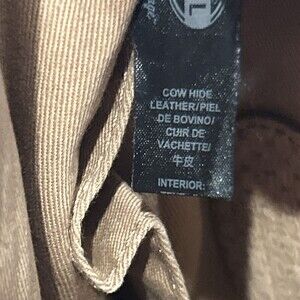 COW HIDE
LEATHER/PIEL
DE BOVINO/
CUIR DE
VACHETTE/
牛皮
INTERIOR: